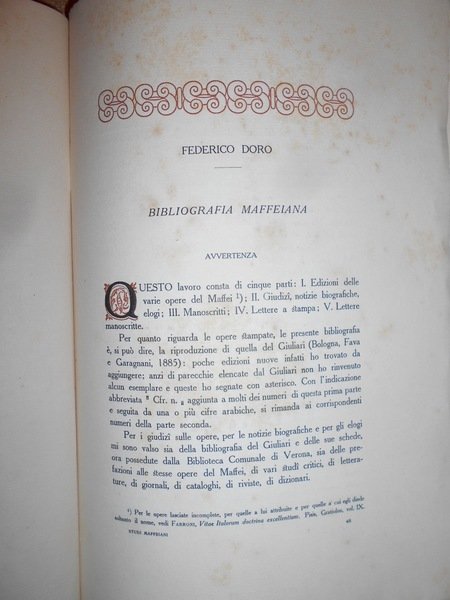 FEDERICO DORO
BIBLIOGRAFIA MAFFEIANA
AVVERTENZA
QUESTO lavoro consta di cinque parti: I. Edizioni delle
varie opere del Maffei ¹); II. Giudizî, notizie biografiche,
elogi; III. Manoscritti; IV. Lettere a stampa; V. Lettere
manoscritte.
Per quanto riguarda le opere stampate, le presente bibliografia
è, si può dire, la riproduzione di quella del Giuliari (Bologna, Fava
e Garagnani, 1885): poche edizioni nuove infatti ho trovato da
aggiungere; anzi di parecchie elencate dal Giuliari non ho rinvenuto
alcun esemplare e queste ho segnate con asterisco. Con l'indicazione
abbreviata " Cfr. n. „ aggiunta a molti dei numeri di questa prima parte
e seguita da una o più cifre arabiche, si rimanda ai corrispondenti
numeri della parte seconda.
Per i giudizî sulle opere, per le notizie biografiche e per gli elogi
mi sono valso sia della bibliografia del Giuliari e delle sue schede,
ora possedute dalla Biblioteca Comunale di Verona, sia delle pre-
fazioni alle stesse opere del Maffei, di vari studi critici, di lettera-
ture, di giornali, di cataloghi, di riviste, di dizionari.
¹) Per le opere lasciate incomplete, per quelle a lui attribuite e per quelle a cui egli diede
soltanto il nome, vedi FABRONI, Vitae Italorum doctrina excellentium. Pisis, Gratiolus, vol. IX.
STUDI MAFFEIANI